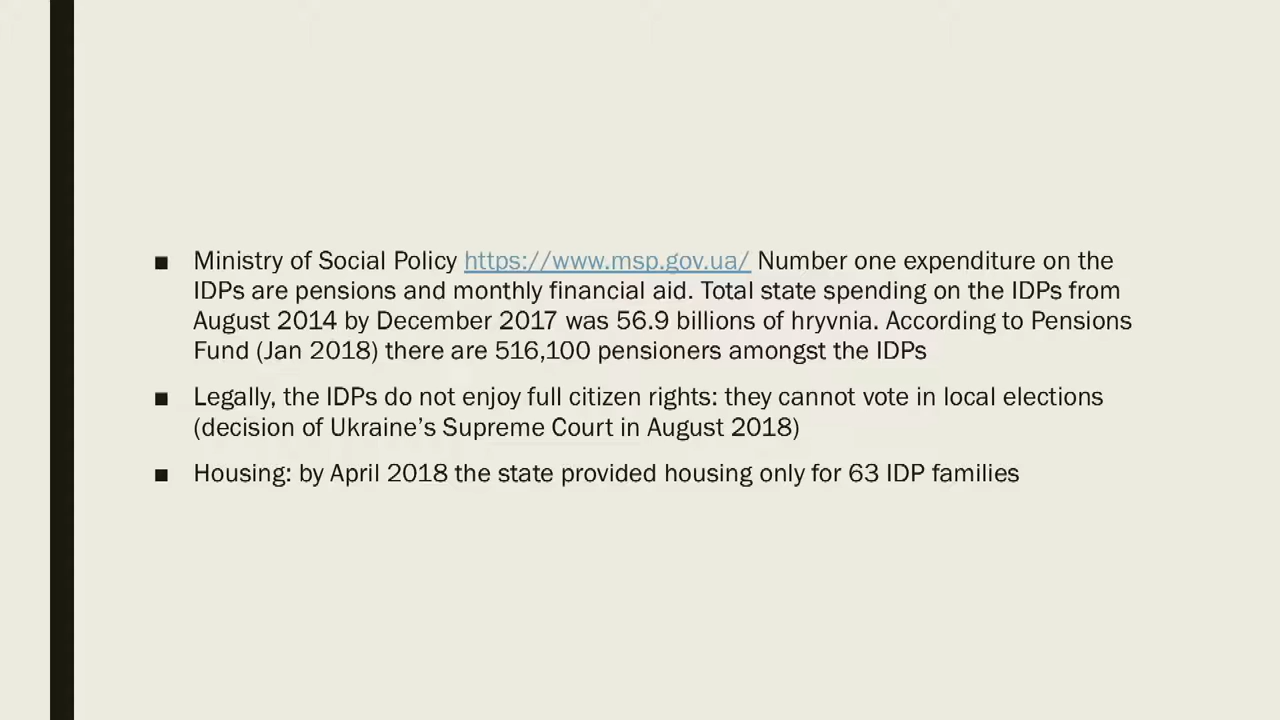 ■ Ministry of Social Policy https://www.msp.gov.ua/ Number one expenditure on the
IDPs are pensions and monthly financial aid. Total state spending on the IDPs from
August 2014 by December 2017 was 56.9 billions of hryvnia. According to Pensions
Fund (Jan 2018) there are 516,100 pensioners amongst the IDPs
■ Legally, the IDPs do not enjoy full citizen rights: they cannot vote in local elections
(decision of Ukraine’s Supreme Court in August 2018)
■ Housing: by April 2018 the state provided housing only for 63 IDP families